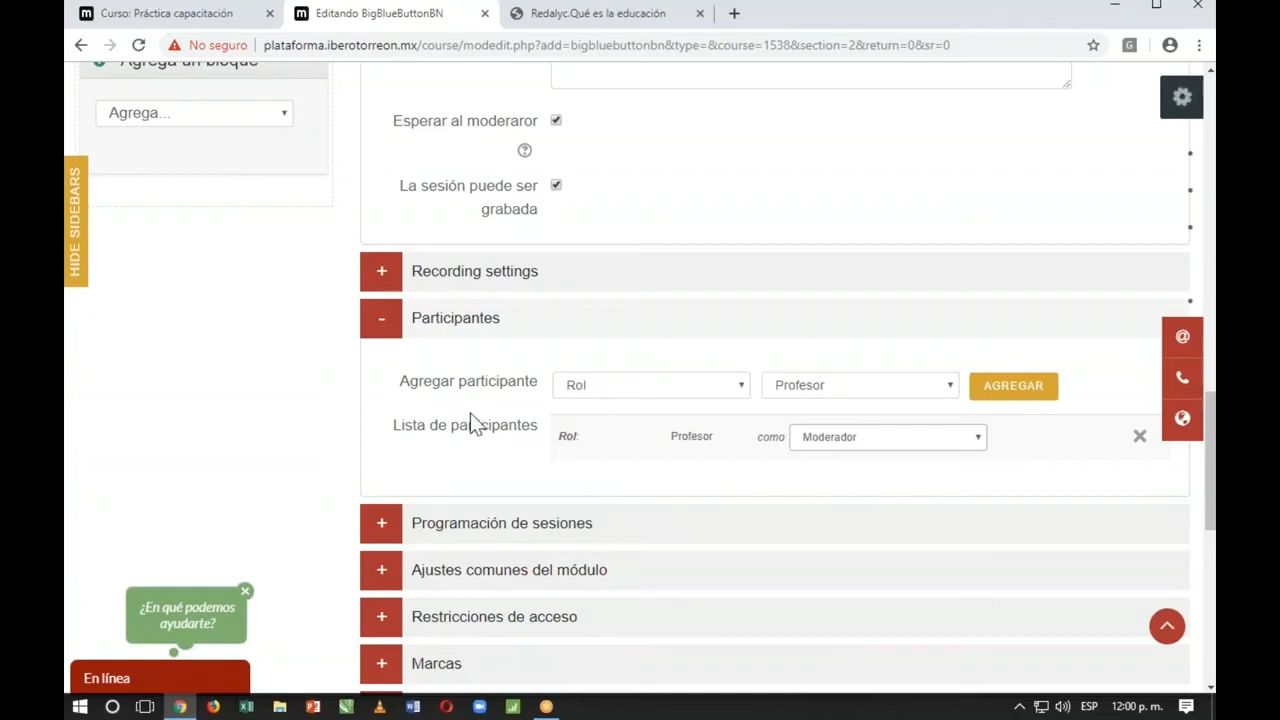 Curso: Práctica capacitación
Editando BigBlueButtonBN
Redalyc.Qué es la educación
No seguro
plataforma.iberotorreon.mx/course/modedit.php?add=bigbluebuttonbn&type=&course=1538&section=2&return=0&sr=0
Agrega un bloque
Agrega...
HIDE SIDEBARS
Esperar al moderaror
La sesión puede ser
grabada
+ Recording settings
- Participantes
Agregar participante
Rol
Profesor
AGREGAR
Lista de participantes
Rol:
Profesor
como
Moderador
+ Programación de sesiones
+ Ajustes comunes del módulo
+ Restricciones de acceso
+ Marcas
¿En qué podemos
ayudarte?
En línea
ESP
12:00 p. m.